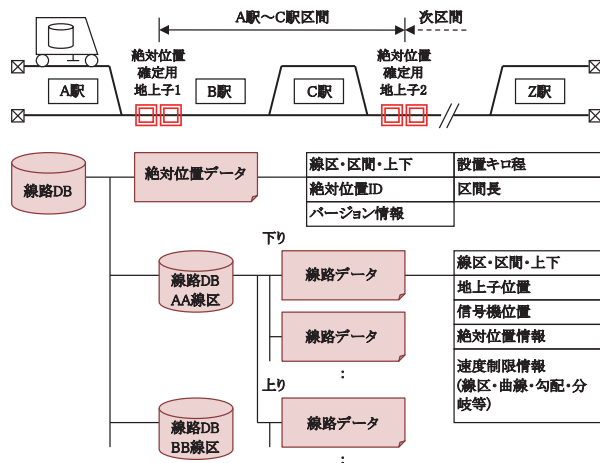 A駅～C駅区間
次区間
絶対位置
確定用
地上子1
絶対位置
確定用
地上子2
A駅
B駅
C駅
Z駅
線路DB
絶対位置データ
線区・区間・上下
設置キロ程
絶対位置ID
区間長
バージョン情報
下り
線路DB
AA線区
線路データ
線区・区間・上下
地上子位置
信号機位置
絶対位置情報
速度制限情報
(線区・曲線・勾配・分
岐等)
線路データ
:
上り
線路DB
BB線区
線路データ
: